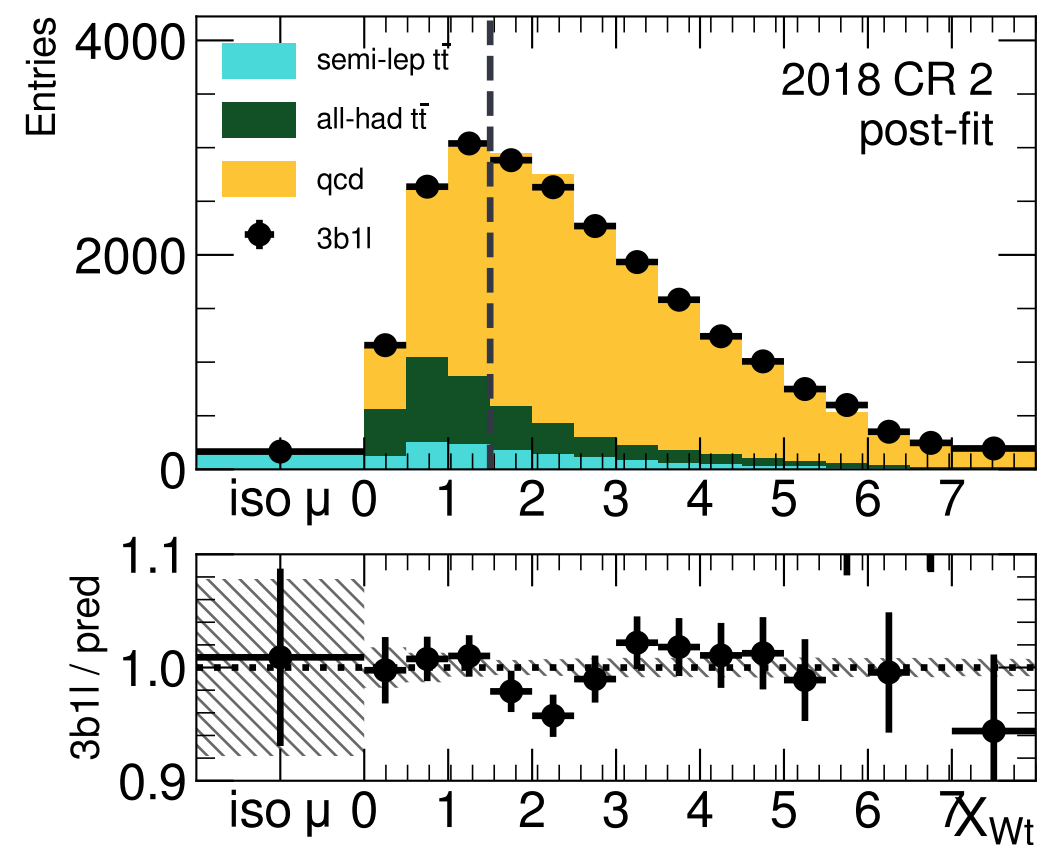 Entries
4000
2000
0
semi-lep tt̄
all-had tt̄
qcd
3b1l
2018 CR 2
post-fit
iso μ 0 1 2 3 4 5 6 7
3b1l / pred
1.1
1.0
0.9
iso μ 0 1 2 3 4 5 6 7
X_Wt